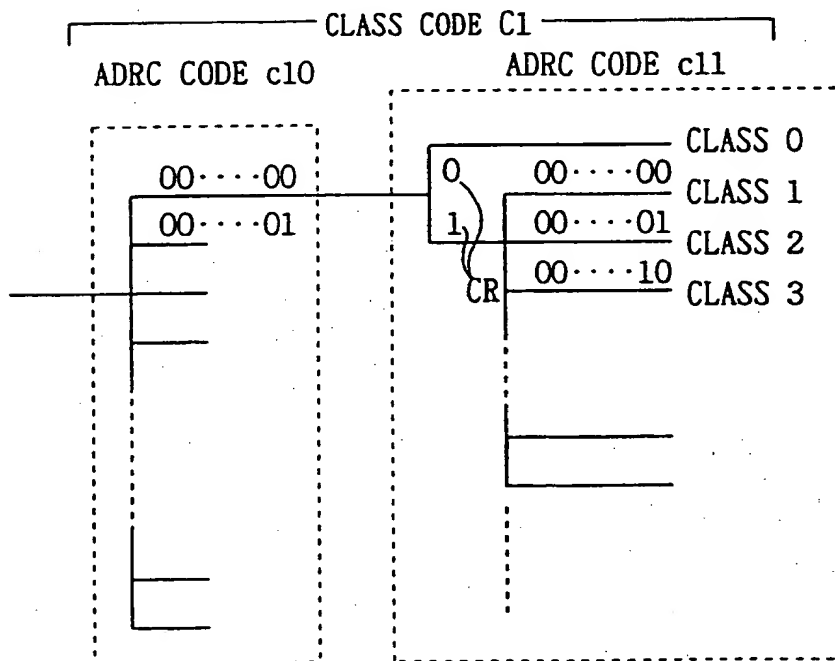 CLASS CODE C1
ADRC CODE c10
ADRC CODE c11
CLASS 0
00····00
0
00····00
CLASS 1
00····01
1
00····01
CLASS 2
CR
00····10
CLASS 3